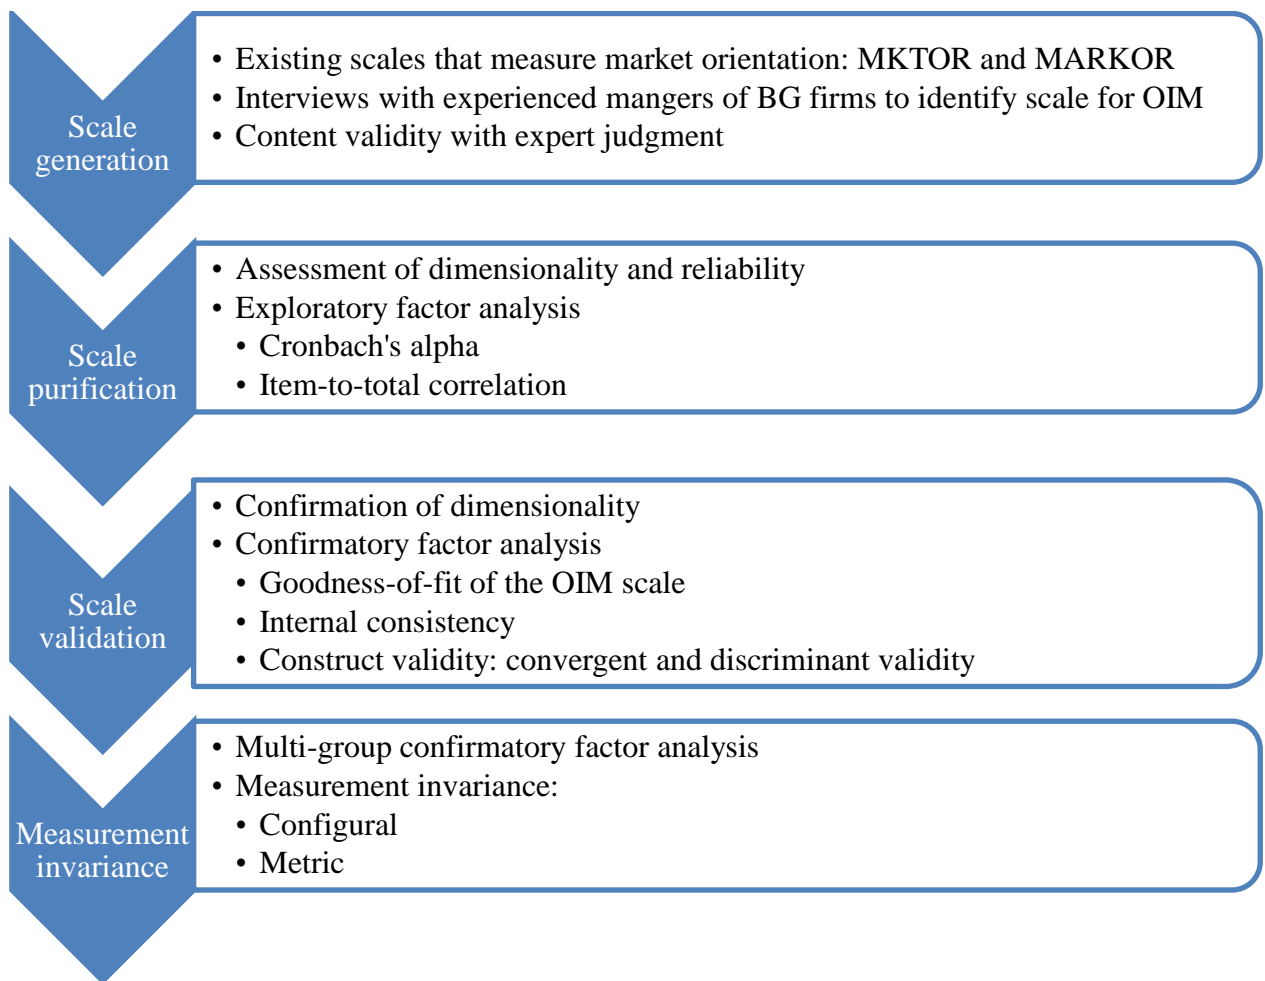 Scale
generation
• Existing scales that measure market orientation: MKTOR and MARKOR
• Interviews with experienced mangers of BG firms to identify scale for OIM
• Content validity with expert judgment
Scale
purification
• Assessment of dimensionality and reliability
• Exploratory factor analysis
• Cronbach's alpha
• Item-to-total correlation
Scale
validation
• Confirmation of dimensionality
• Confirmatory factor analysis
• Goodness-of-fit of the OIM scale
• Internal consistency
• Construct validity: convergent and discriminant validity
Measurement
invariance
• Multi-group confirmatory factor analysis
• Measurement invariance:
• Configural
• Metric